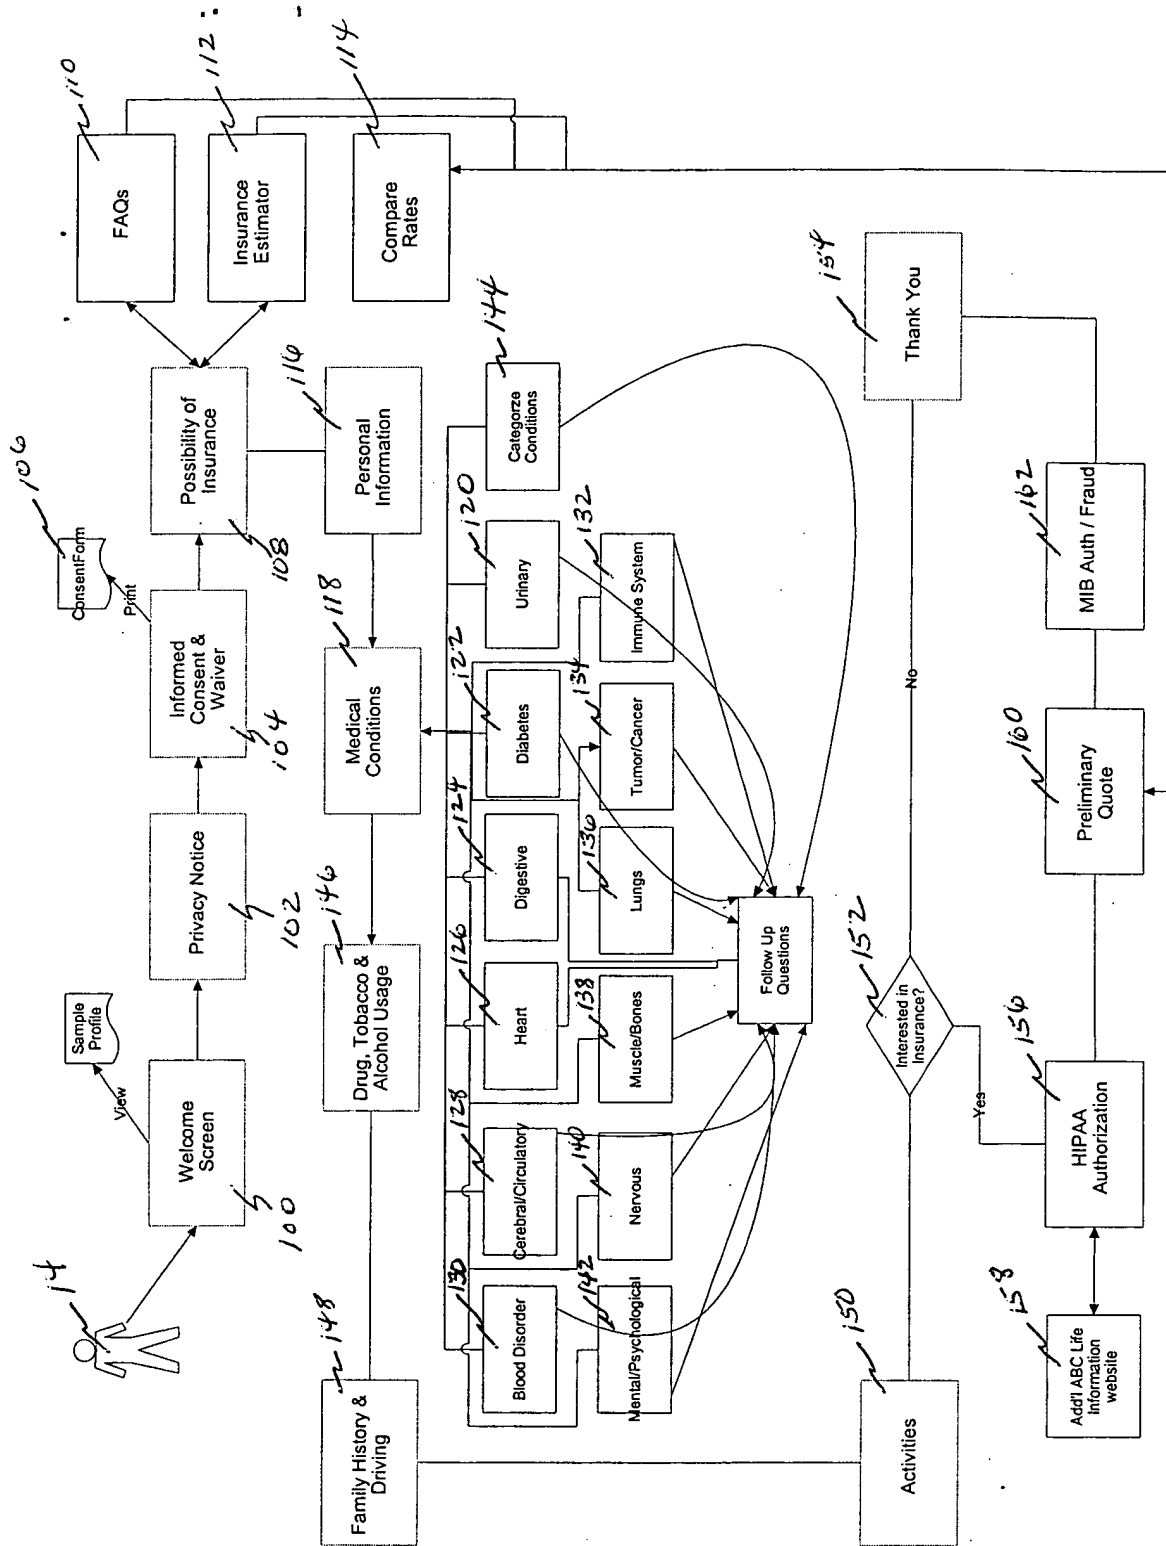 14
Welcome
Screen
100
View
Sample
Profile
Privacy Notice
102
Informed
Consent &
Waiver
104
Print
ConsentForm
106
Possibility of
Insurance
108
FAQs
110
Insurance
Estimator
112
Compare
Rates
114
Family History &
Driving
148
Drug, Tobacco &
Alcohol Usage
146
Medical
Conditions
118
Personal
Information
116
Blood Disorder
130
Cerebral/Circulatory
128
Heart
126
Digestive
124
Diabetes
122
Urinary
120
Categorze
Conditions
144
Mental/Psychological
142
Nervous
140
Muscle/Bones
138
Lungs
136
Tumor/Cancer
134
Immune System
132
Follow Up
Questions
Activities
150
Interested in
Insurance?
152
No
Yes
Thank You
154
Add'l ABC Life
Information
website
158
HIPAA
Authorization
156
Preliminary
Quote
160
MIB Auth / Fraud
162